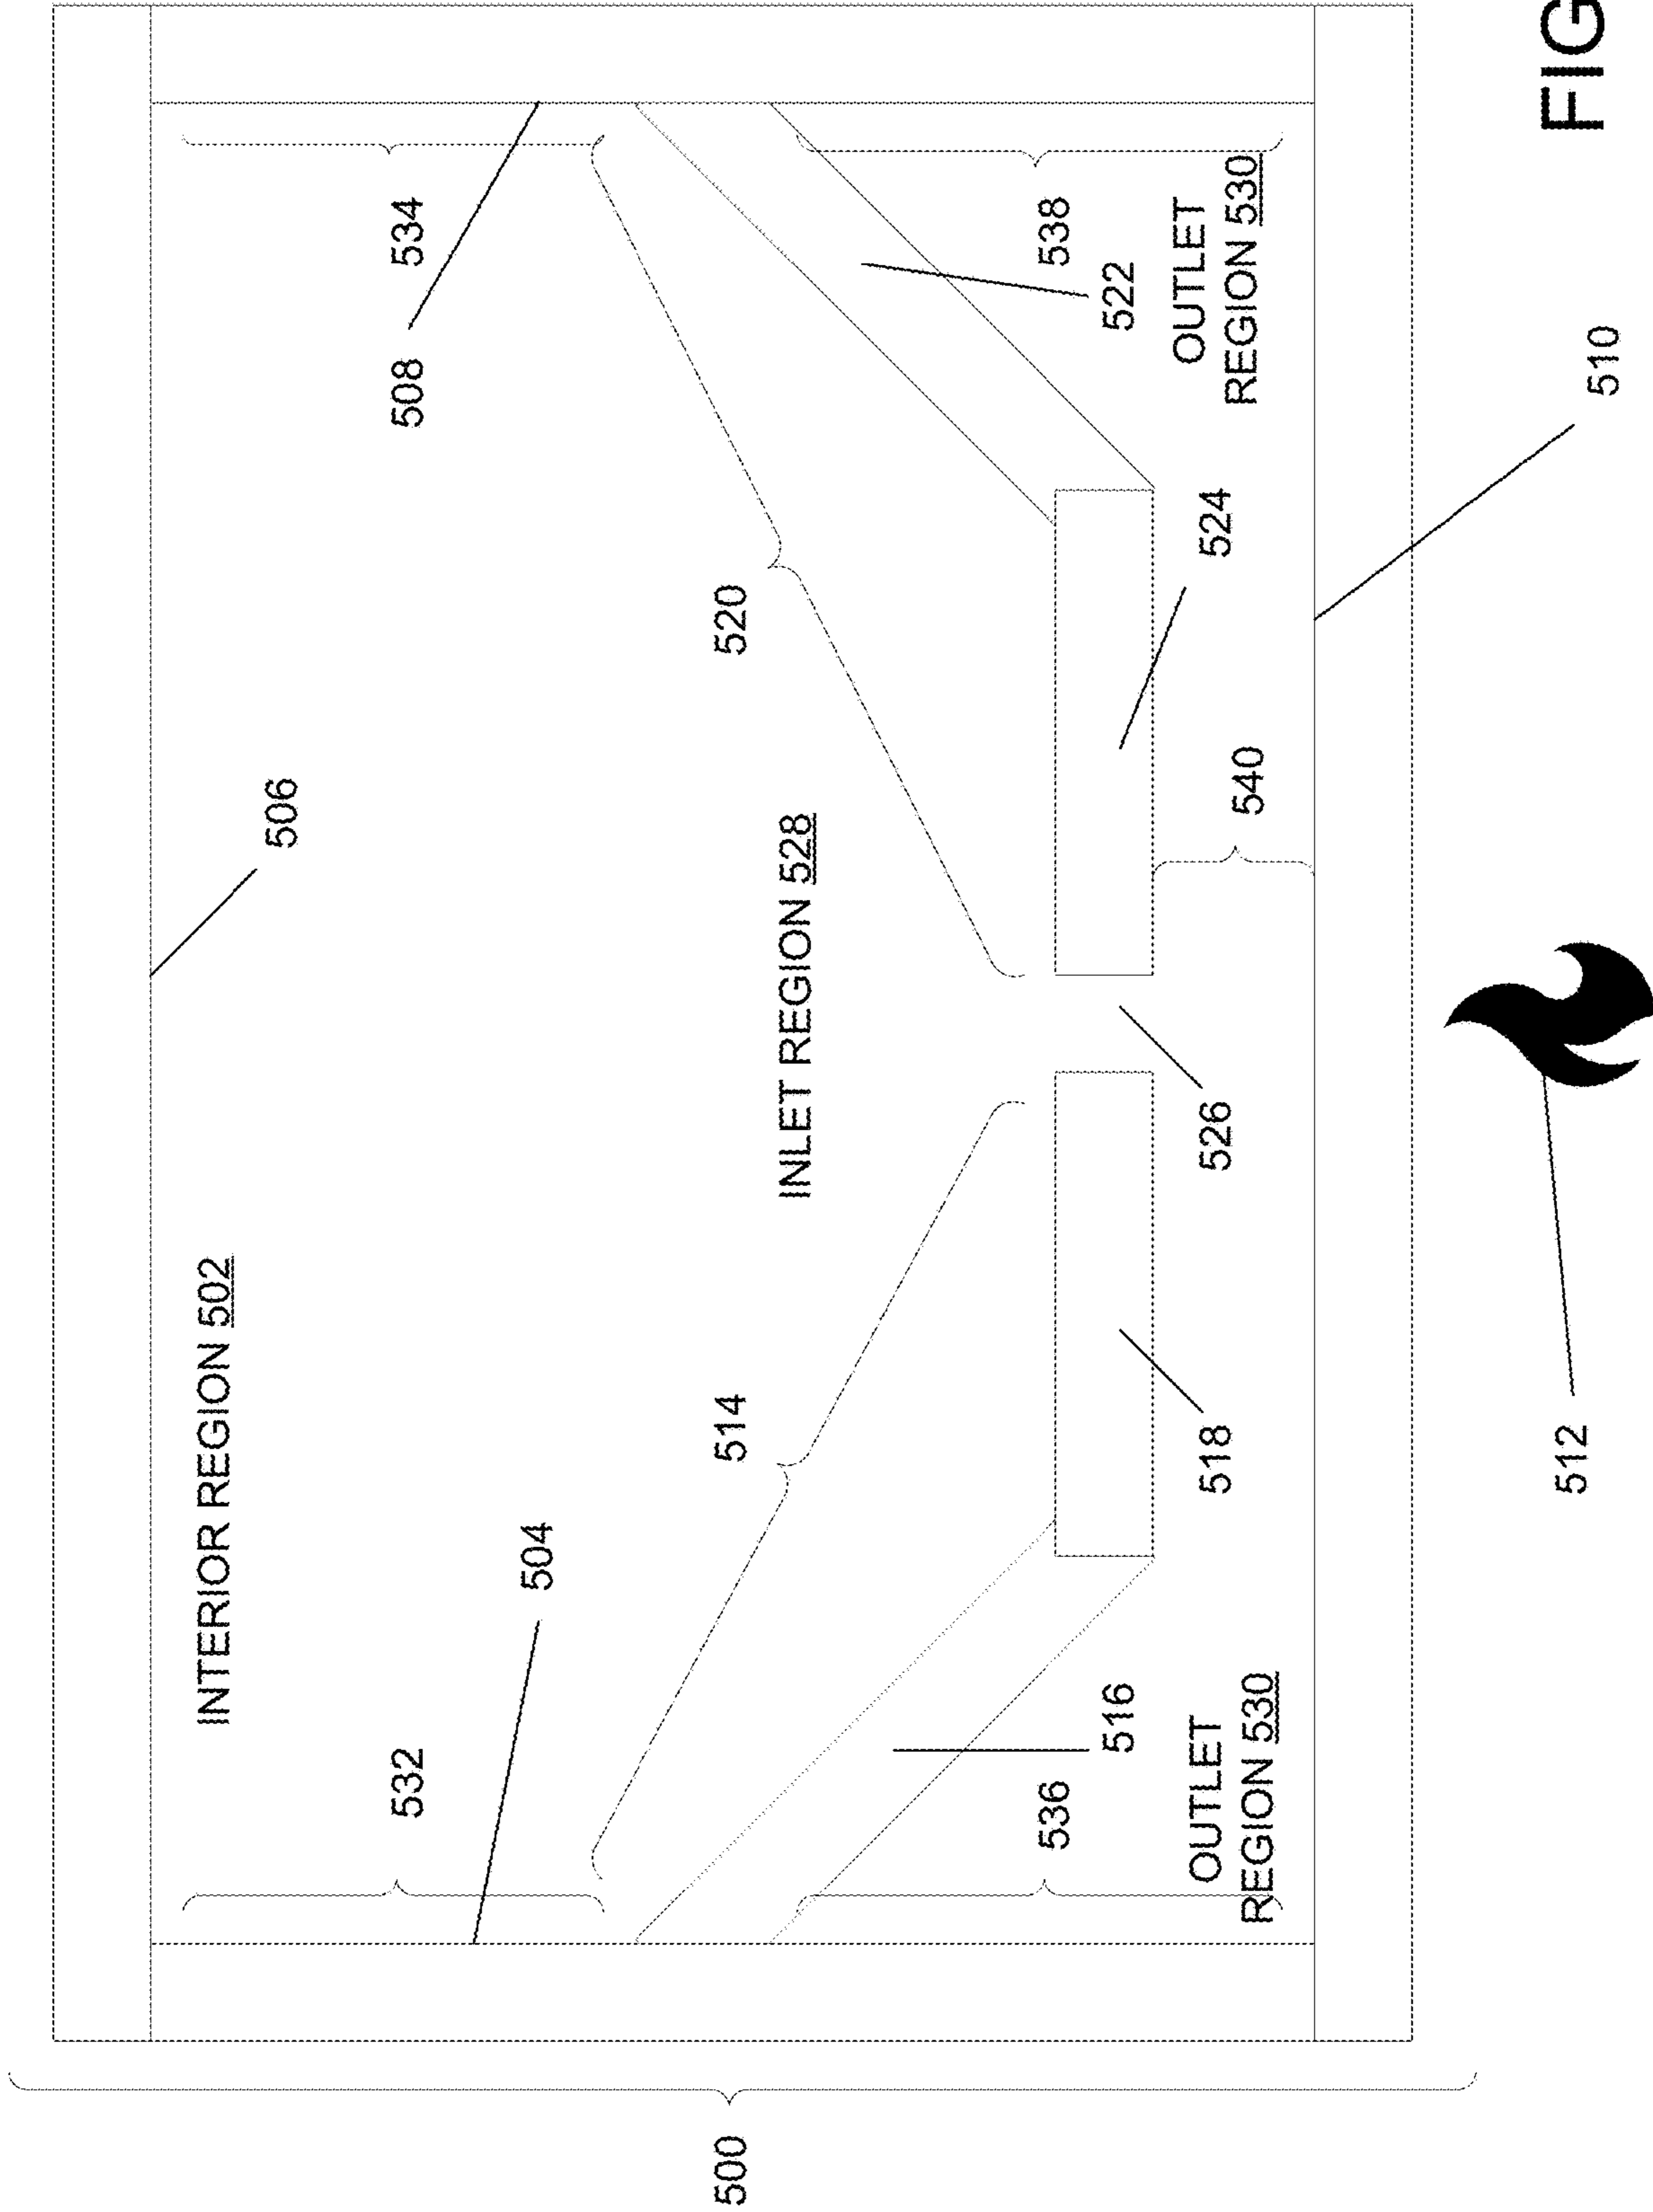 INTERIOR REGION 502
506
532
508
534
504
500
514
520
INLET REGION 528
536
538
516
522
OUTLET
REGION 530
518
526
524
540
OUTLET
REGION 530
512
510
FIG